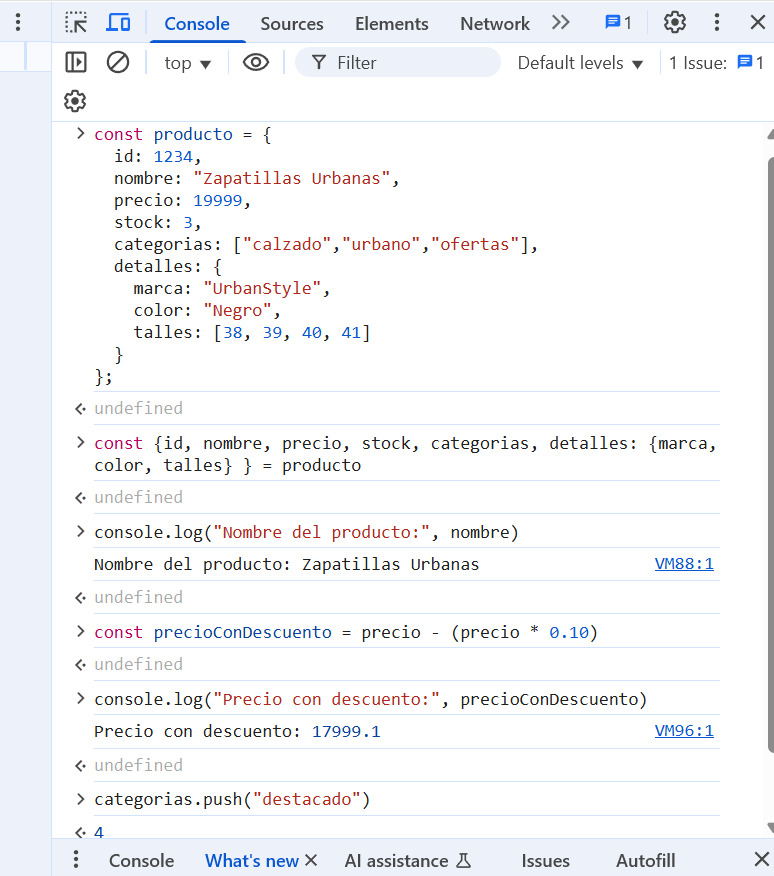 Console Sources Elements Network 1
top Filter Default levels 1 Issue: 1
const producto = {
id: 1234,
nombre: "Zapatillas Urbanas",
precio: 19999,
stock: 3,
categorias: ["calzado","urbano","ofertas"],
detalles: {
marca: "UrbanStyle",
color: "Negro",
talles: [38, 39, 40, 41]
}
};
undefined
const {id, nombre, precio, stock, categorias, detalles: {marca,
color, talles} } = producto
undefined
console.log("Nombre del producto:", nombre)
Nombre del producto: Zapatillas Urbanas VM88:1
undefined
const precioConDescuento = precio - (precio * 0.10)
undefined
console.log("Precio con descuento:", precioConDescuento)
Precio con descuento: 17999.1 VM96:1
undefined
categorias.push("destacado")
4
Console What's new AI assistance Issues Autofill